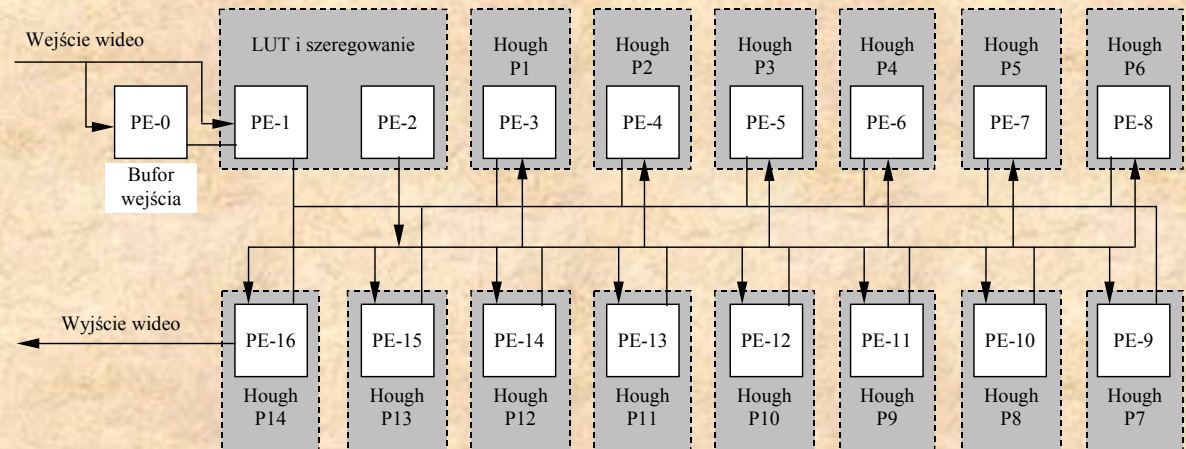 Wejście wideo
LUT i szeregowanie
Hough
P1
Hough
P2
Hough
P3
Hough
P4
Hough
P5
Hough
P6
PE-0
PE-1
PE-2
PE-3
PE-4
PE-5
PE-6
PE-7
PE-8
Bufor
wejścia
Wyjście wideo
PE-16
PE-15
PE-14
PE-13
PE-12
PE-11
PE-10
PE-9
Hough
P14
Hough
P13
Hough
P12
Hough
P11
Hough
P10
Hough
P9
Hough
P8
Hough
P7